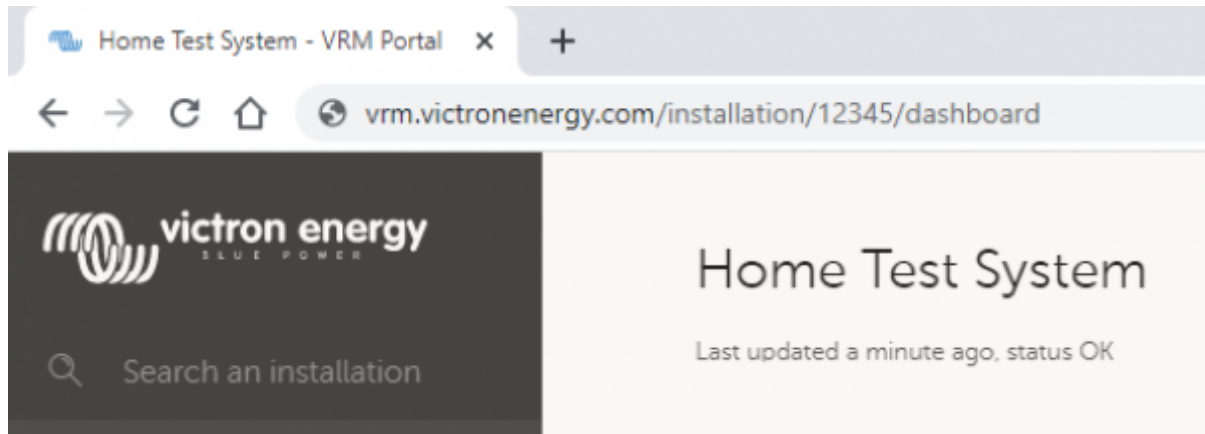 Home Test System - VRM Portal
vrm.victronenergy.com/installation/12345/dashboard
victron energy
BLUE POWER
Home Test System
Last updated a minute ago, status OK
Search an installation